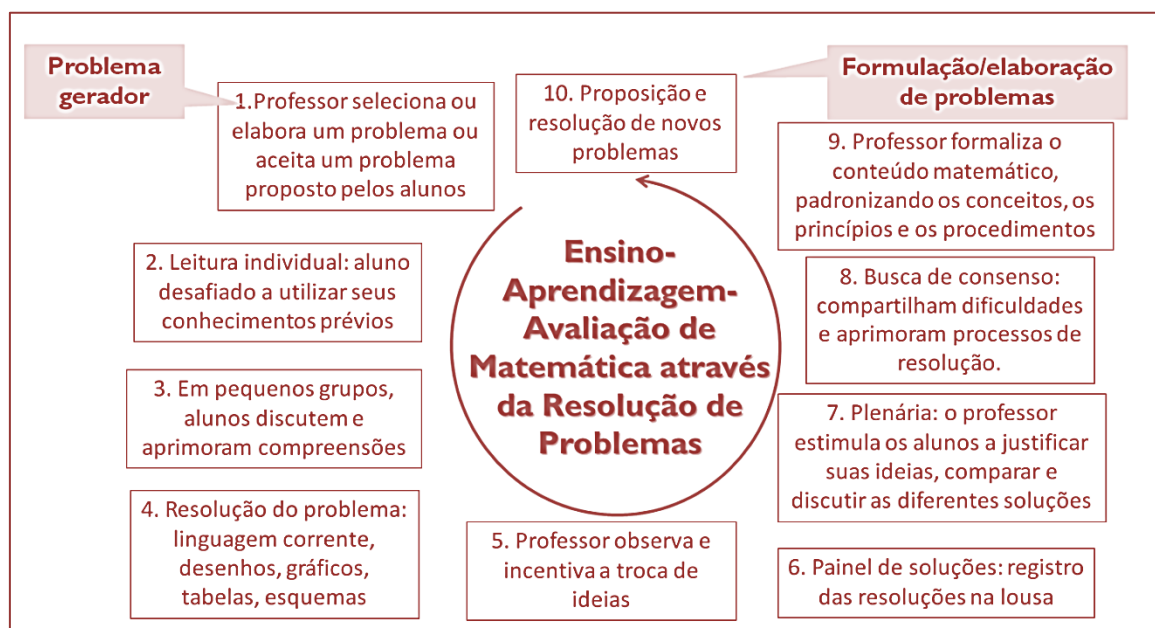 Problema
gerador
1.Professor seleciona ou
elabora um problema ou
aceita um problema
proposto pelos alunos
2. Leitura individual: aluno
desafiado a utilizar seus
conhecimentos prévios
3. Em pequenos grupos,
alunos discutem e
aprimoram compreensões
4. Resolução do problema:
linguagem corrente,
desenhos, gráficos,
tabelas, esquemas
5. Professor observa e
incentiva a troca de
ideias
6. Painel de soluções: registro
das resoluções na lousa
7. Plenária: o professor
estimula os alunos a justificar
suas ideias, comparar e
discutir as diferentes soluções
8. Busca de consenso:
compartilham dificuldades
e aprimoram processos de
resolução.
9. Professor formaliza o
conteúdo matemático,
padronizando os conceitos, os
princípios e os procedimentos
10. Proposição e
resolução de novos
problemas
Formulação/elaboração
de problemas
Ensino-
Aprendizagem-
Avaliação de
Matemática através
da Resolução de
Problemas